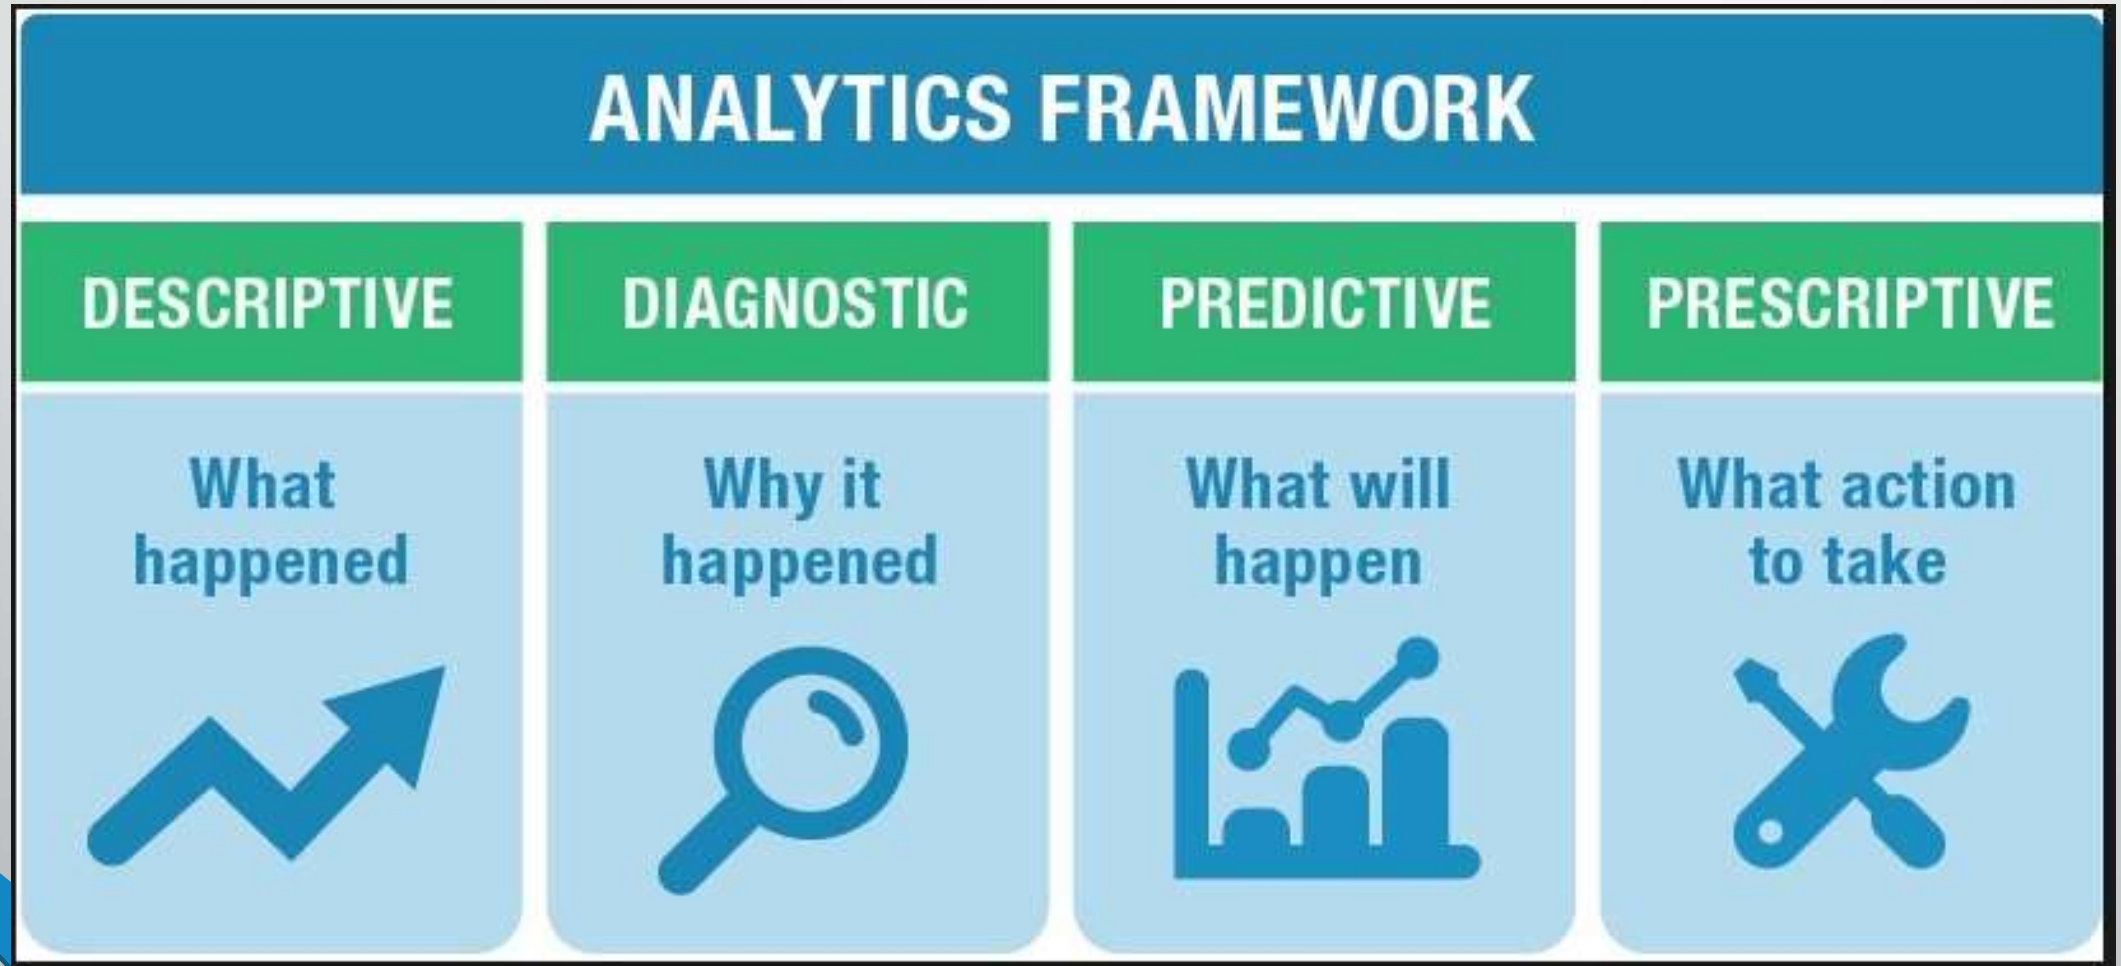 ANALYTICS FRAMEWORK
DESCRIPTIVE
What
happened
DIAGNOSTIC
Why it
happened
PREDICTIVE
What will
happen
PRESCRIPTIVE
What action
to take